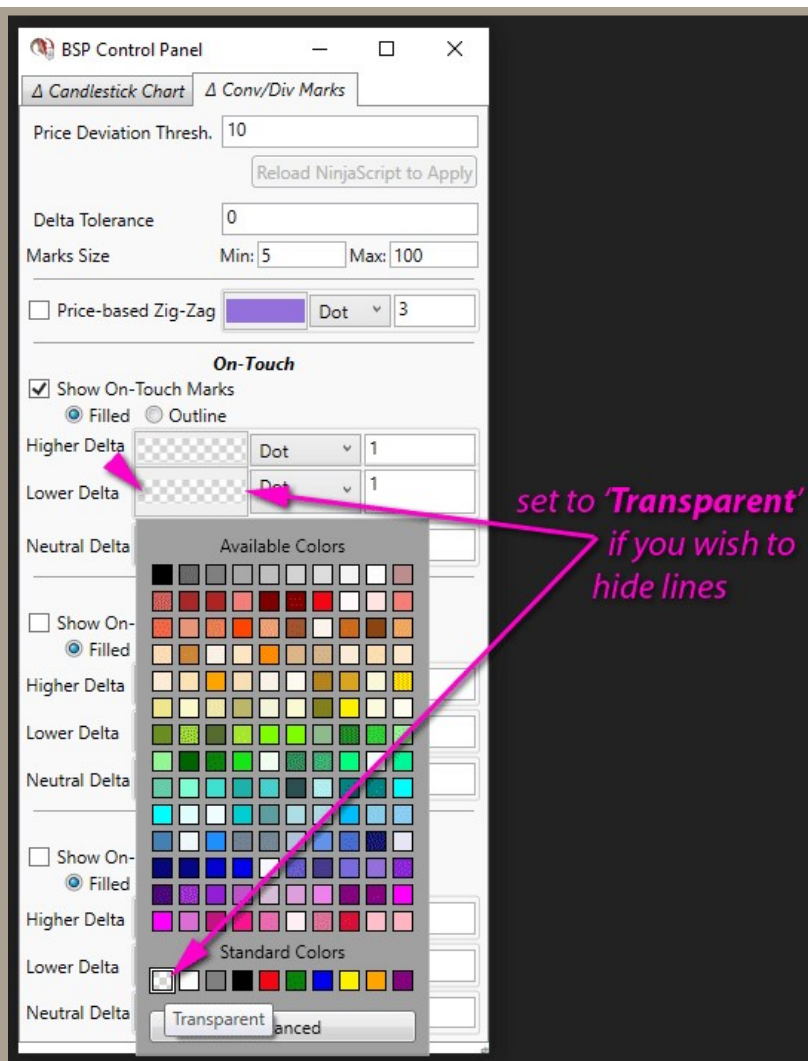 BSP Control Panel
Δ Candlestick Chart Δ Conv/Div Marks
Price Deviation Thresh. 10
Reload NinjaScript to Apply
Delta Tolerance 0
Marks Size Min: 5 Max: 100
Price-based Zig-Zag Dot 3
On-Touch
Show On-Touch Marks
Filled Outline
Higher Delta Dot 1
Lower Delta Dot 1
set to ‘Transparent’
if you wish to
hide lines
Neutral Delta
Available Colors
Show On-
Filled
Higher Delta
Lower Delta
Neutral Delta
Show On-
Filled
Higher Delta
Standard Colors
Lower Delta
Neutral Delta
Transparent
anced